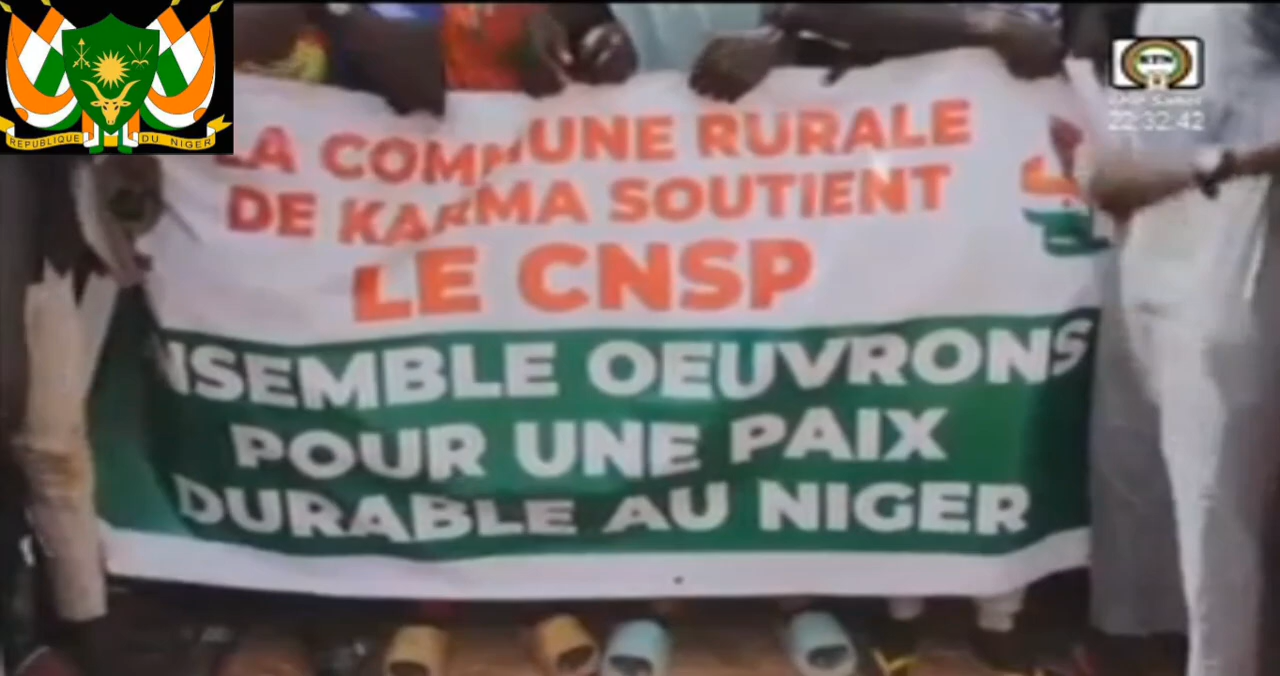 REPUBLIQUE DU NIGER
22:32:42
LA COMMUNE RURALE
DE KARMA SOUTIENT
LE CNSP
ENSEMBLE OEUVRONS
POUR UNE PAIX
DURABLE AU NIGER